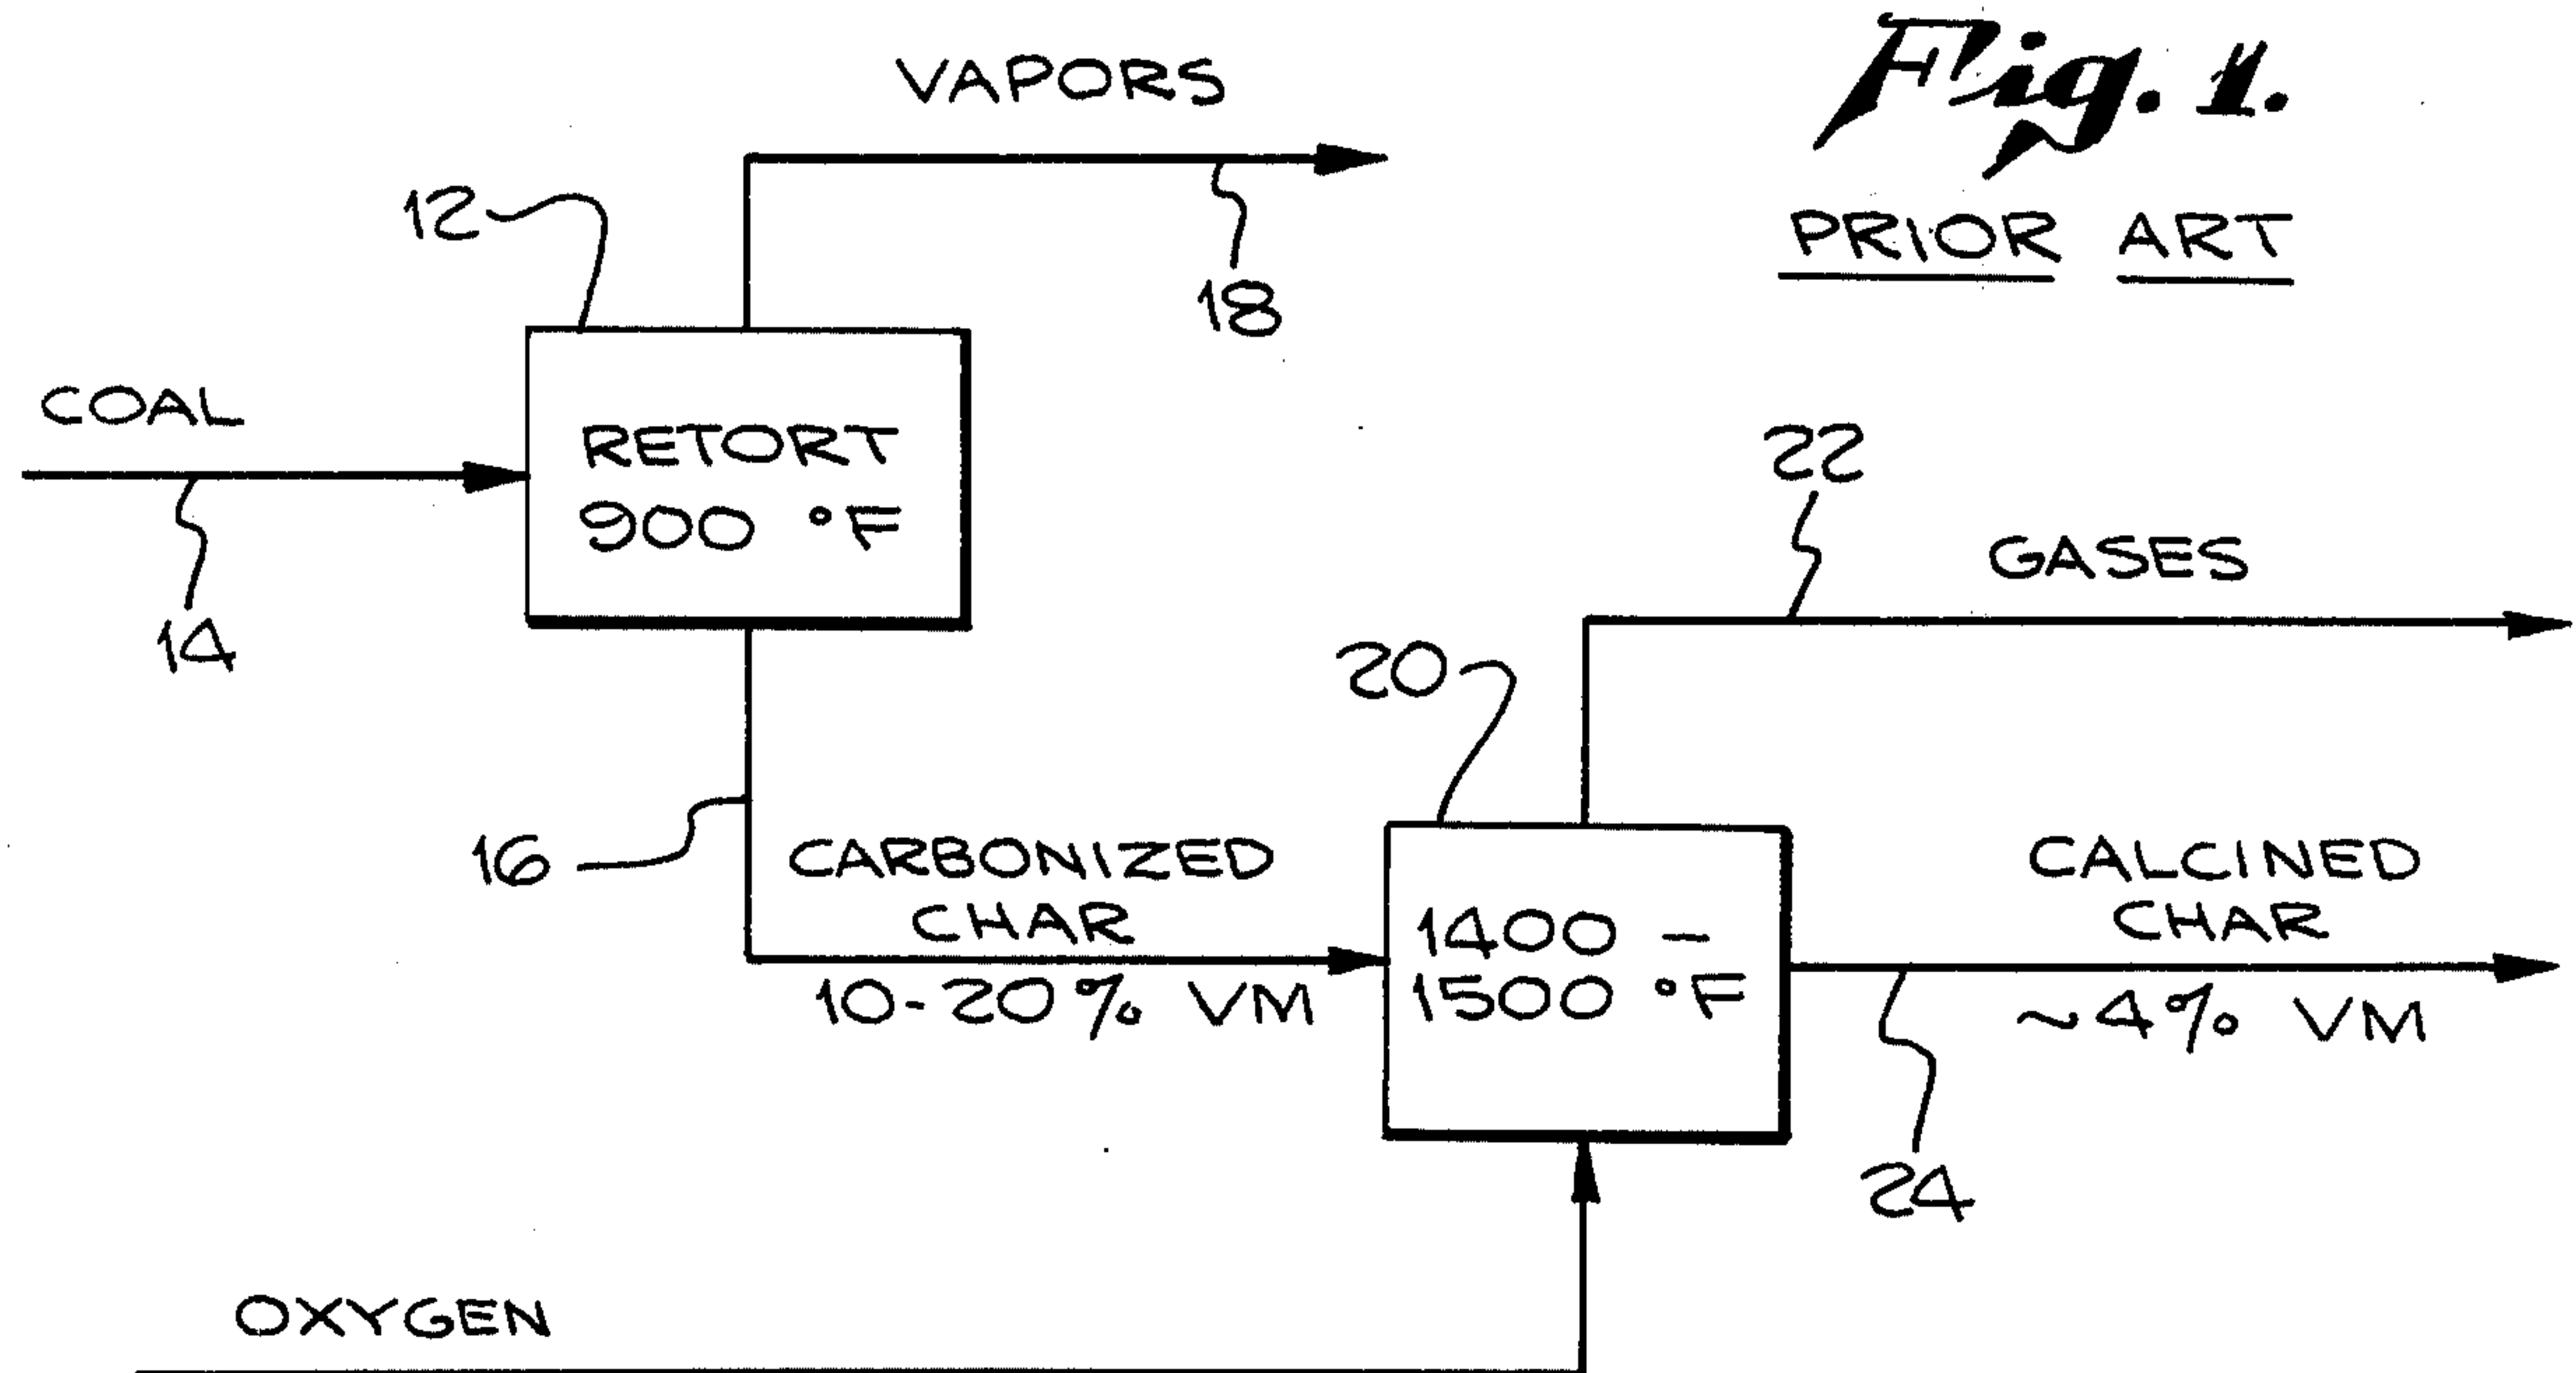 Fig. 1.
PRIOR ART
VAPORS
12
18
COAL
RETORT
900 °F
14
22
GASES
20
16
CARBONIZED
CHAR
10-20% VM
1400 -
1500 °F
CALCINED
CHAR
~4% VM
24
OXYGEN